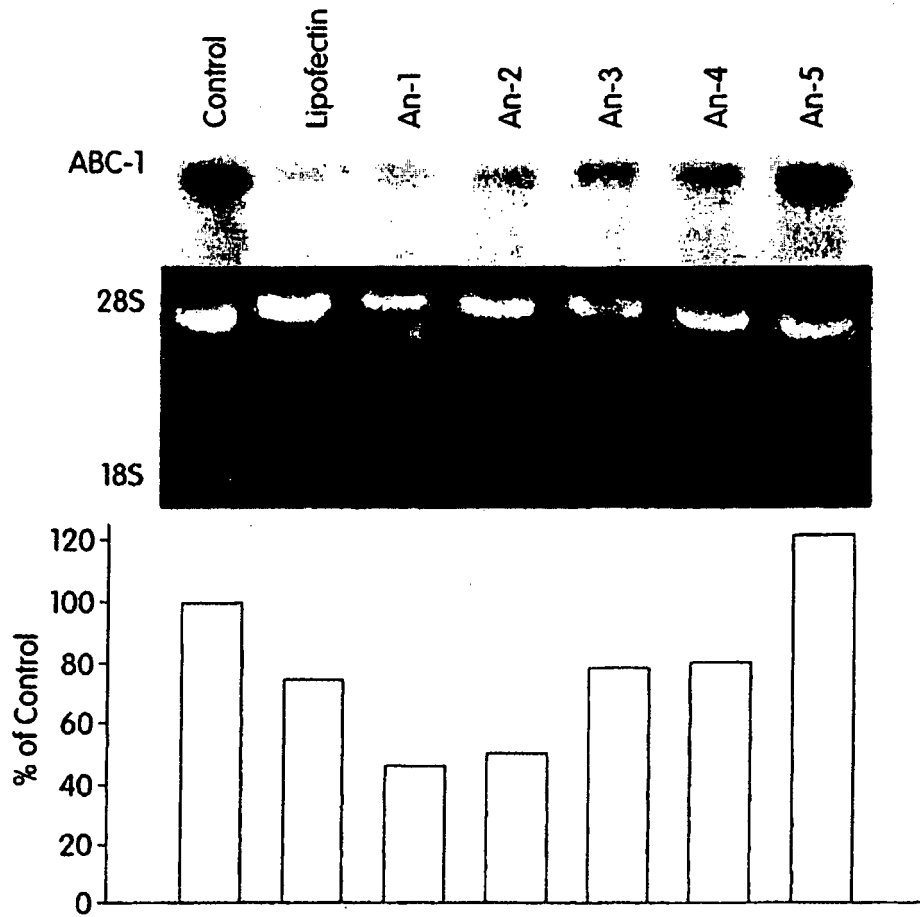 Control
Lipofectin
An-1
An-2
An-3
An-4
An-5
ABC-1
28S
18S
120
100
80
60
40
20
0
% of Control